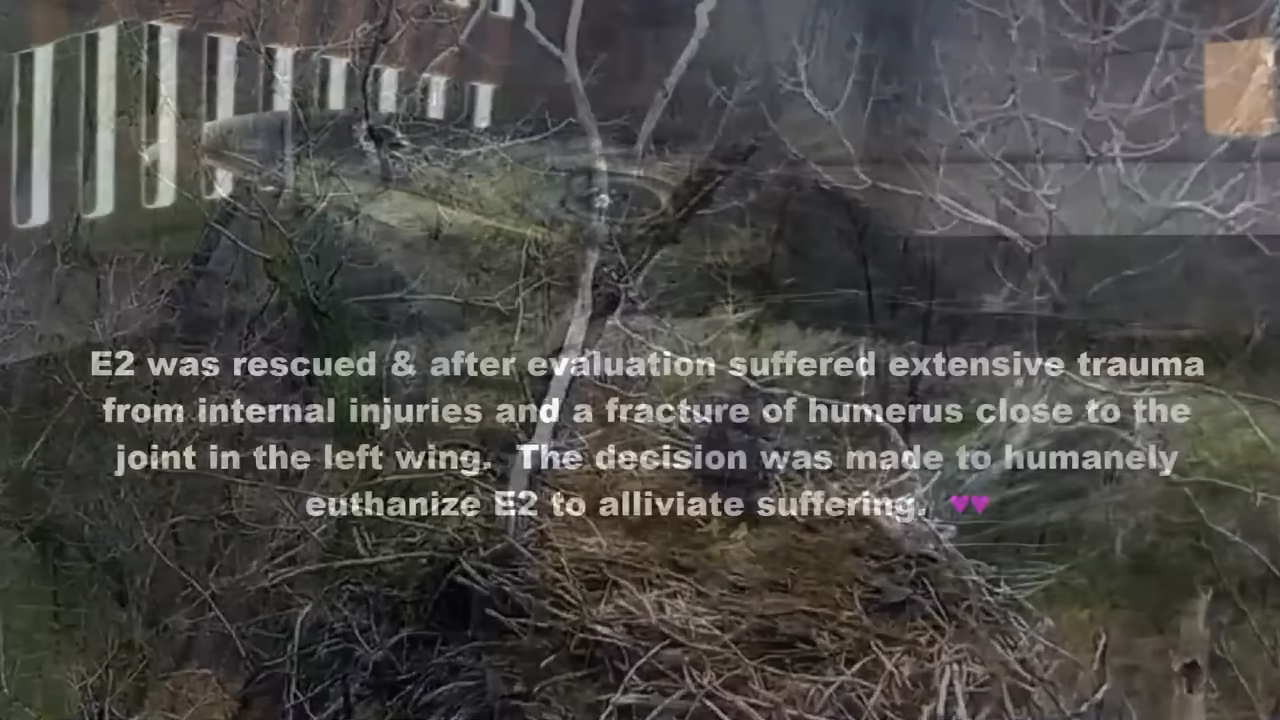 E2 was rescued & after evaluation suffered extensive trauma
from internal injuries and a fracture of humerus close to the
joint in the left wing.  The decision was made to humanely
euthanize E2 to alliviate suffering.  ♥♥